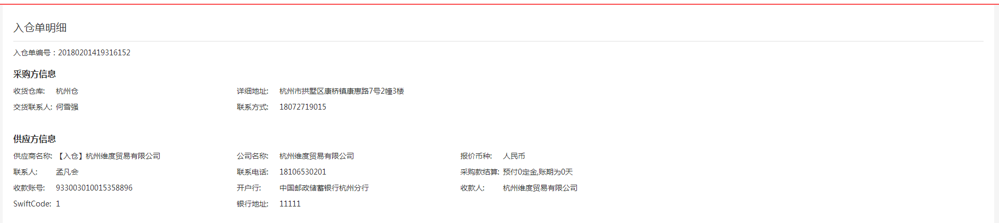 入仓单明细
入仓单编号：20180201419316152
采购方信息
收货仓库: 杭州仓 详细地址: 杭州市拱墅区康桥镇康惠路7号2幢3楼
交货联系人: 何雪强 联系方式: 18072719015
供应方信息
供应商名称: 【入仓】杭州维度贸易有限公司 公司名称: 杭州维度贸易有限公司 报价币种: 人民币
联系人: 孟凡会 联系电话: 18106530201 采购款结算: 预付0定金,账期为0天
收款账号: 933003010015358896 开户行: 中国邮政储蓄银行杭州分行 收款人: 杭州维度贸易有限公司
SwiftCode: 1 银行地址: 11111